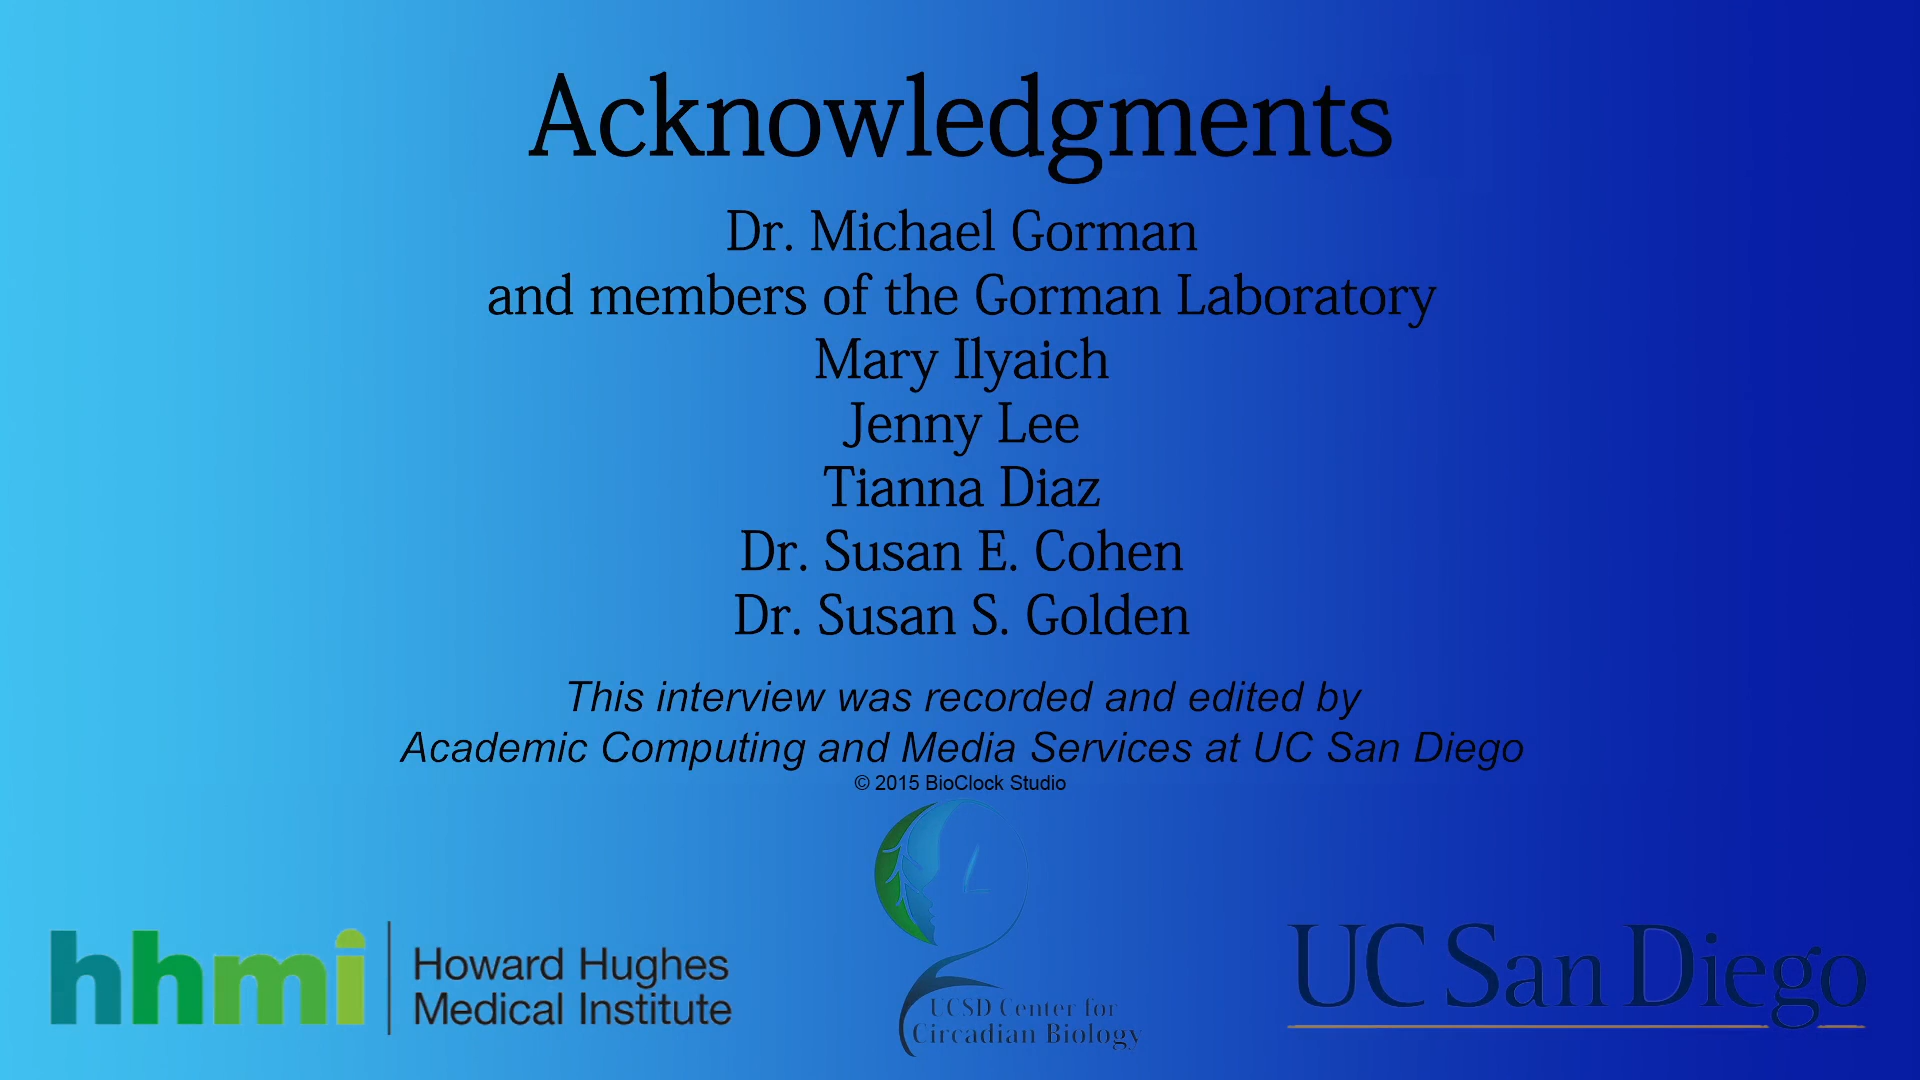 Acknowledgments
Dr. Michael Gorman
and members of the Gorman Laboratory
Mary Ilyaich
Jenny Lee
Tianna Diaz
Dr. Susan E. Cohen
Dr. Susan S. Golden
This interview was recorded and edited by
Academic Computing and Media Services at UC San Diego
© 2015 BioClock Studio
hhmi
Howard Hughes
Medical Institute
UCSD Center for
Circadian Biology
UC San Diego